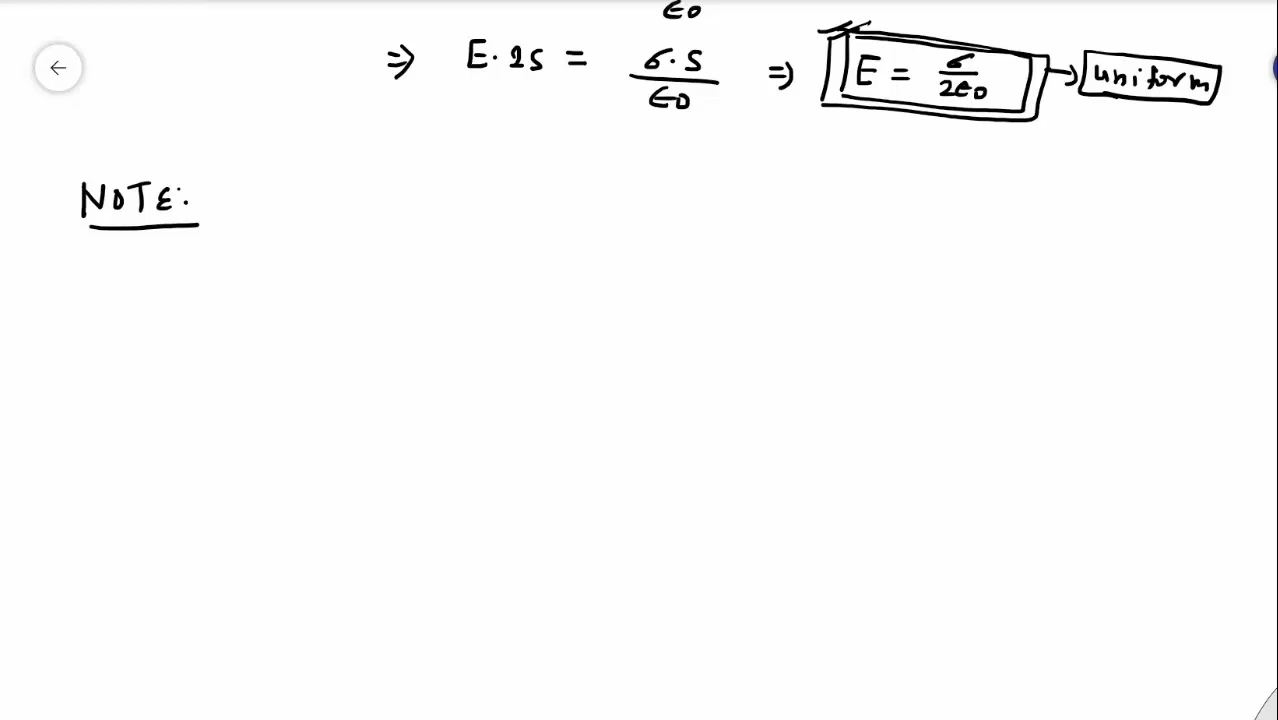 ϵ0
⇒ E · 2s = σ · s / ϵ0 ⇒ E = σ / 2ϵ0 → uniform
NOTE: